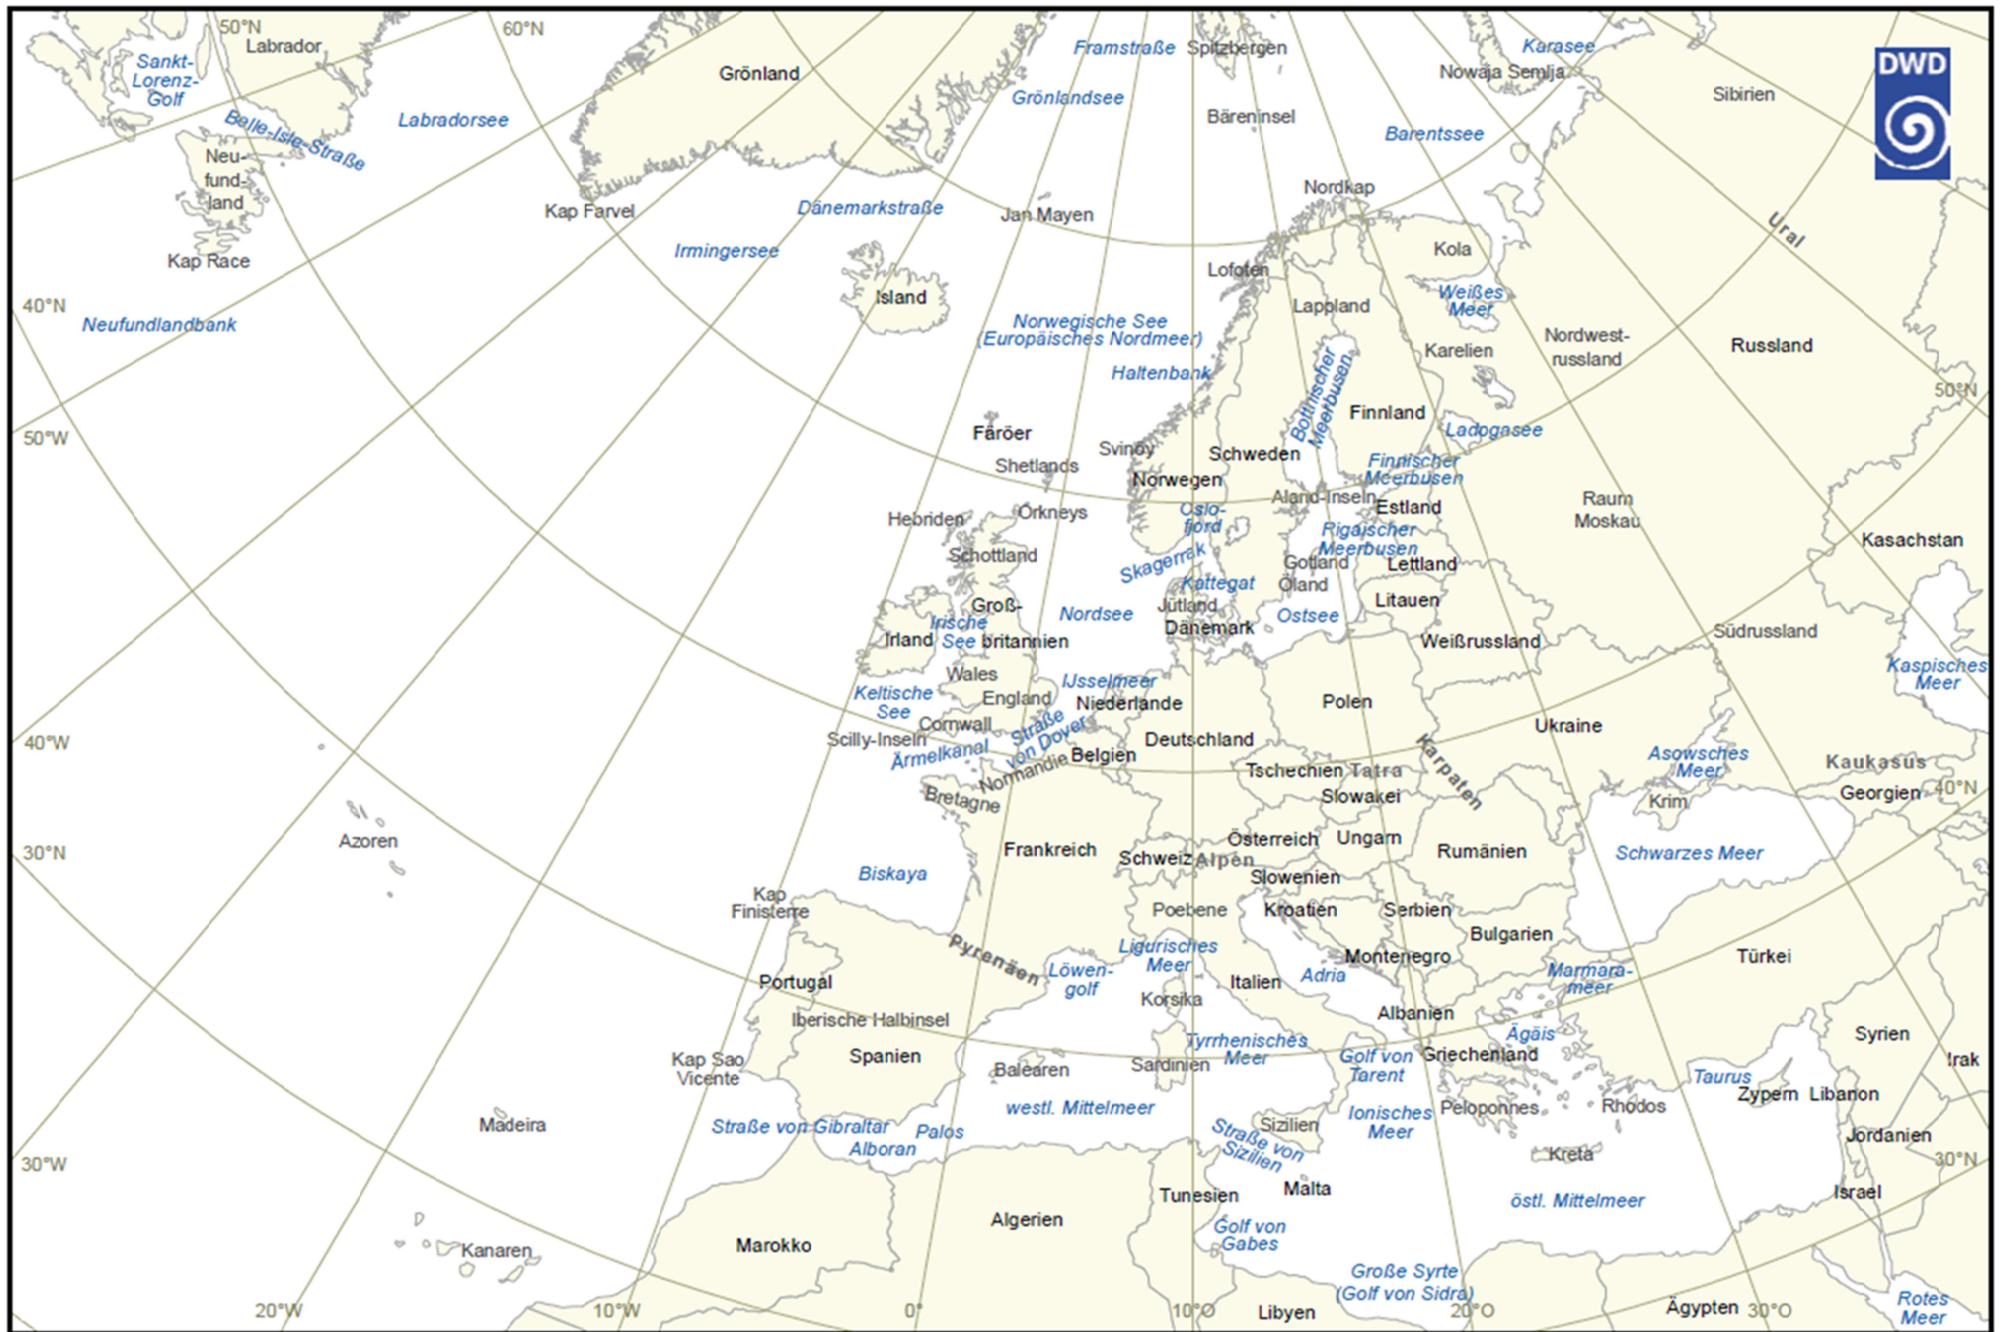 50°N
Labrador
60°N
Framstraße
Spitzbergen
Karasee
Sankt-
Lorenz-
Golf
Grönland
Nowaja Semlja
DWD
Grönlandsee
Sibirien
Labradorsee
Bäreninsel
Barentssee
Belle-Isle-Straße
Neu-
fund-
land
Nordkap
Kap Farvel
Dänemarkstraße
Jan Mayen
Ural
Kap Race
Irmingersee
Kola
Lofoten
Island
Weißes
Meer
40°N
Lappland
Neufundlandbank
Norwegische See
(Europäisches Nordmeer)
Nordwest-
russland
Russland
Karelien
Haltenbank
50°N
Bottnischer
Meerbusen
Finnland
50°W
Färöer
Ladogasee
Svinöy
Schweden
Shetlands
Finnischer
Meerbusen
Norwegen
Aland-Inseln
Raum
Moskau
Estland
Hebriden
Orkneys
Oslo-
fjord
Rigaischer
Meerbusen
Kasachstan
Schottland
Skagerrak
Gotland
Lettland
Kattegat
Öland
Jütland
Litauen
Groß-
britannien
Nordsee
Ostsee
Irische
See
Irland
Dänemark
Weißrussland
Südrussland
Kaspisches
Meer
Wales
IJsselmeer
Keltische
See
England
Niederlande
Polen
Cornwall
Straße
von Dover
Ukraine
40°W
Scilly-Inseln
Ärmelkanal
Deutschland
Belgien
Asowsches
Meer
Karpaten
Kaukasus
Normandie
Tschechien
Tatra
40°N
Bretagne
Slowakei
Krim
Georgien
Azoren
Österreich
Ungarn
30°N
Frankreich
Schweiz
Alpen
Rumänien
Schwarzes Meer
Biskaya
Slowenien
Kap
Finisterre
Poebene
Kroatien
Serbien
Bulgarien
Pyrenäen
Ligurisches
Meer
Montenegro
Türkei
Portugal
Löwen-
golf
Italien
Adria
Marmara-
meer
Korsika
Iberische Halbinsel
Albanien
Tyrrhenisches
Meer
Ägäis
Syrien
Kap Sao
Vicente
Spanien
Balearen
Sardinien
Golf von
Tarent
Griechenland
Irak
Taurus
Zypern
Libanon
westl. Mittelmeer
Ionisches
Meer
Peloponnes
Rhodos
Madeira
Straße von Gibraltar
Palos
Alboran
Sizilien
Straße von
Sizilien
Jordanien
Kreta
30°N
30°W
Tunesien
Malta
Israel
östl. Mittelmeer
Algerien
Golf von
Gabes
Marokko
Kanaren
Große Syrte
(Golf von Sidra)
Rotes
Meer
20°W
10°W
0°
10°O
Libyen
20°O
Ägypten
30°O